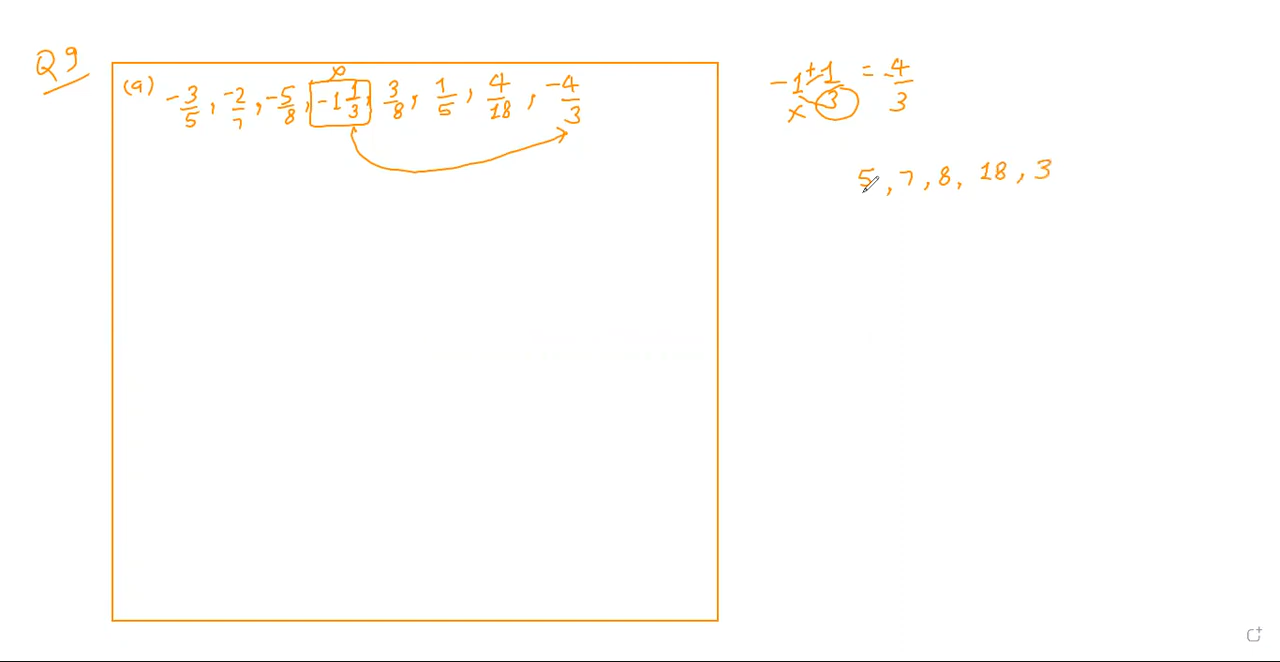 Q9
(a) -3/5, -2/7, -5/8, -1 1/3, 3/8, 1/5, 4/18, -4/3
-1 + 1/3 = -4/3
×
5, 7, 8, 18, 3